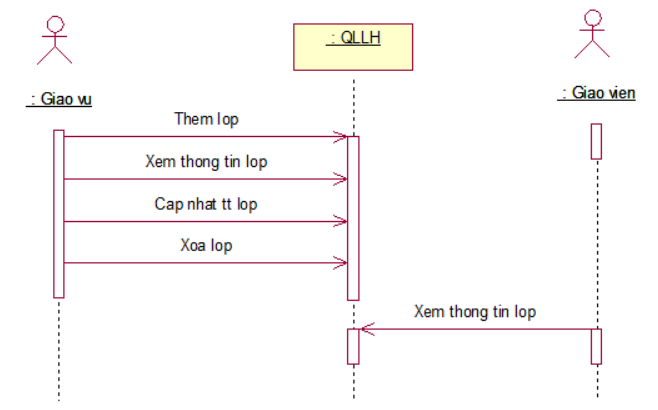 : QLLH
: Giao vu
: Giao vien
Them lop
Xem thong tin lop
Cap nhat tt lop
Xoa lop
Xem thong tin lop